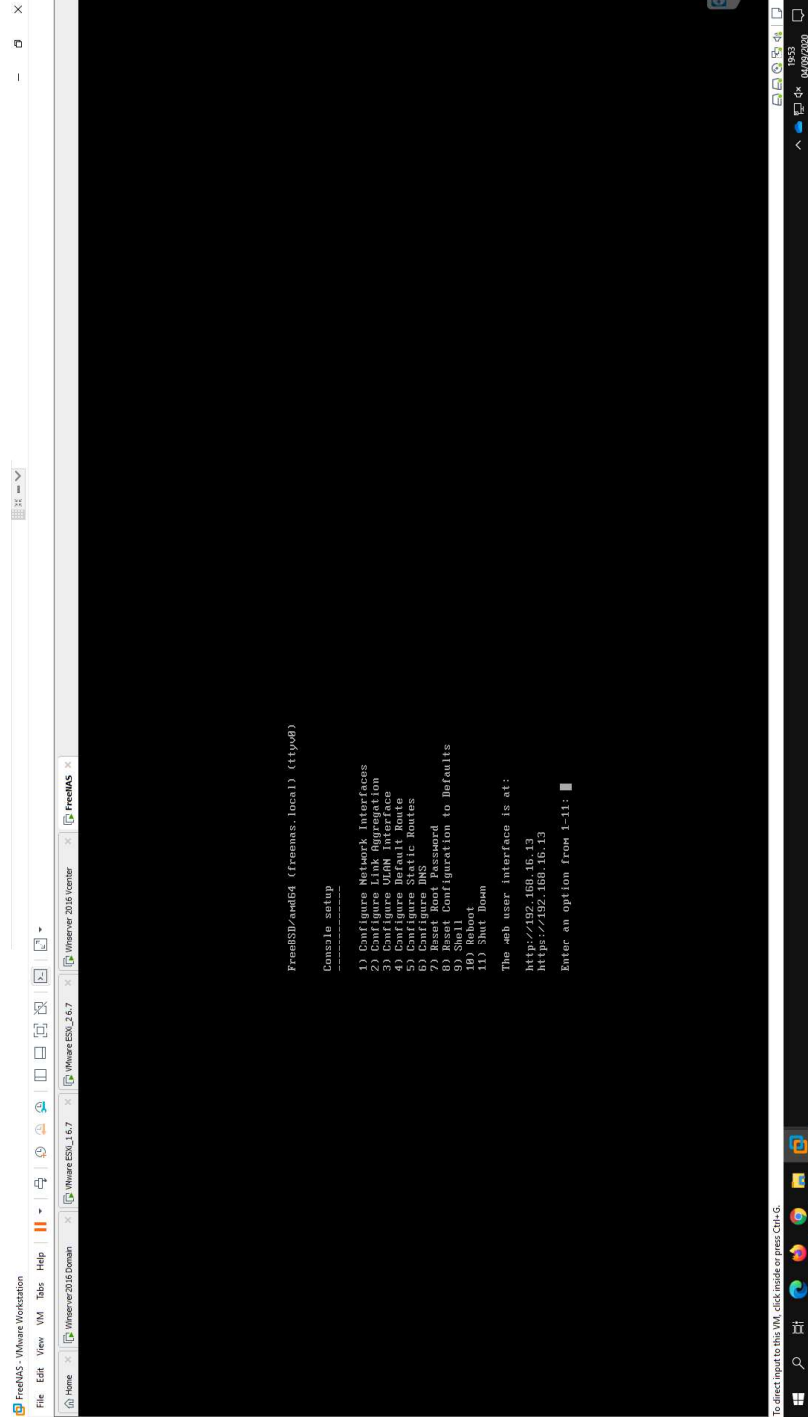 FreeNAS - VMware Workstation
File Edit View VM Tabs Help
Home
Winserver2016 Domain
VMware ESXi_1 6.7
VMware ESXi_2 6.7
Winserver 2016 Vcenter
FreeNAS
FreeBSD/amd64 (freenas.local) (ttyv0)
Console setup
-------------
1) Configure Network Interfaces
2) Configure Link Aggregation
3) Configure VLAN Interface
4) Configure Default Route
5) Configure Static Routes
6) Configure DNS
7) Reset Root Password
8) Reset Configuration to Defaults
9) Shell
10) Reboot
11) Shut Down
The web user interface is at:
http://192.168.16.13
https://192.168.16.13
Enter an option from 1-11:
To direct input to this VM, click inside or press Ctrl+G.
19:53
04/09/2020